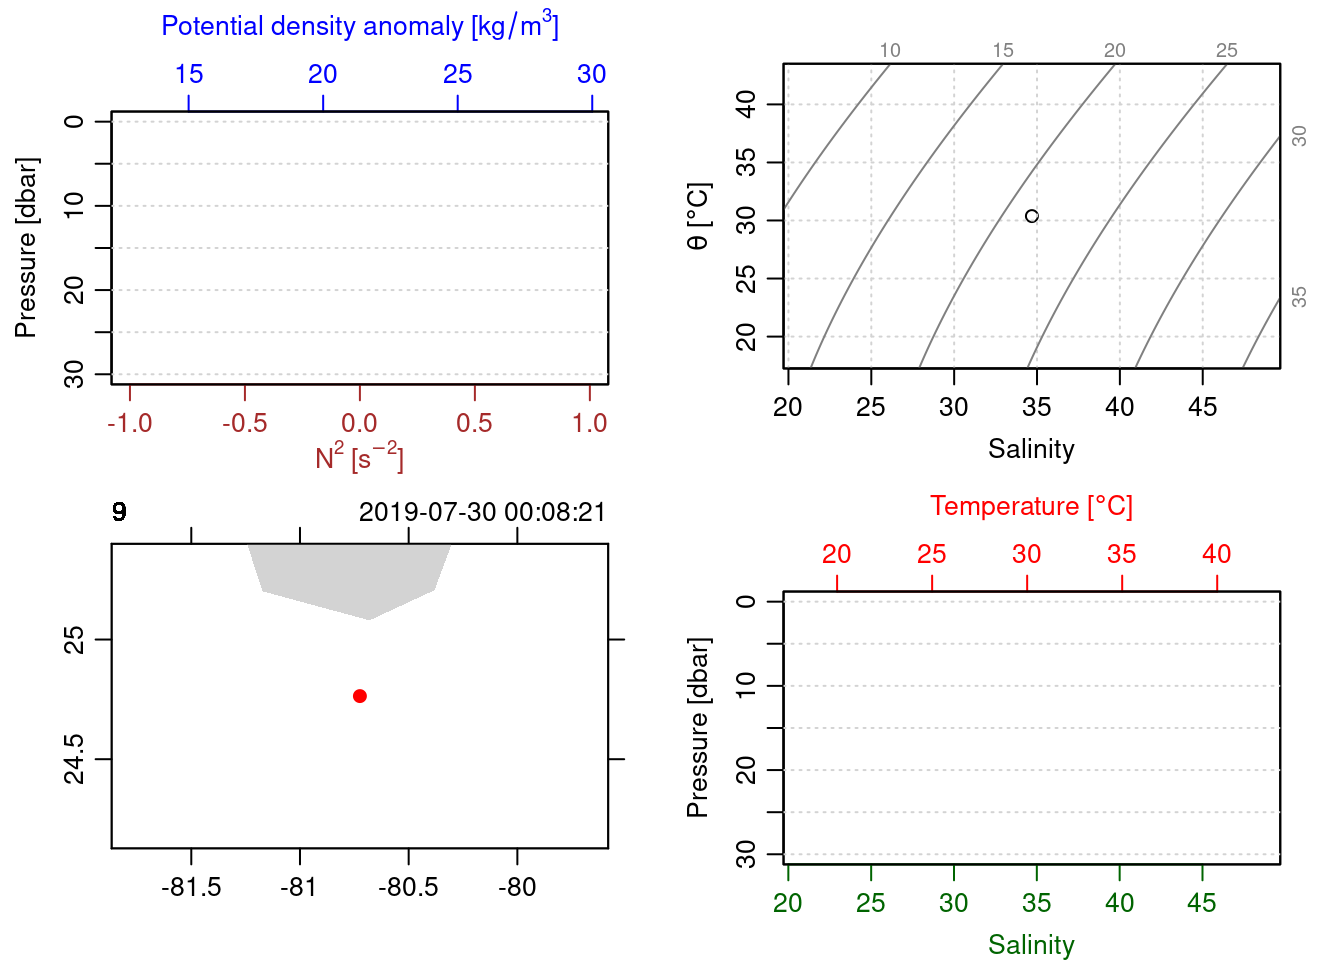 Potential density anomaly [kg/m³]
15 20 25 30
0
10
20
30
Pressure [dbar]
-1.0 -0.5 0.0 0.5 1.0
N² [s⁻²]
10 15 20 25
30
35
40
35
30
25
20
θ [°C]
20 25 30 35 40 45
Salinity
9 2019-07-30 00:08:21
25
24.5
-81.5 -81 -80.5 -80
Temperature [°C]
20 25 30 35 40
0
10
20
30
Pressure [dbar]
20 25 30 35 40 45
Salinity